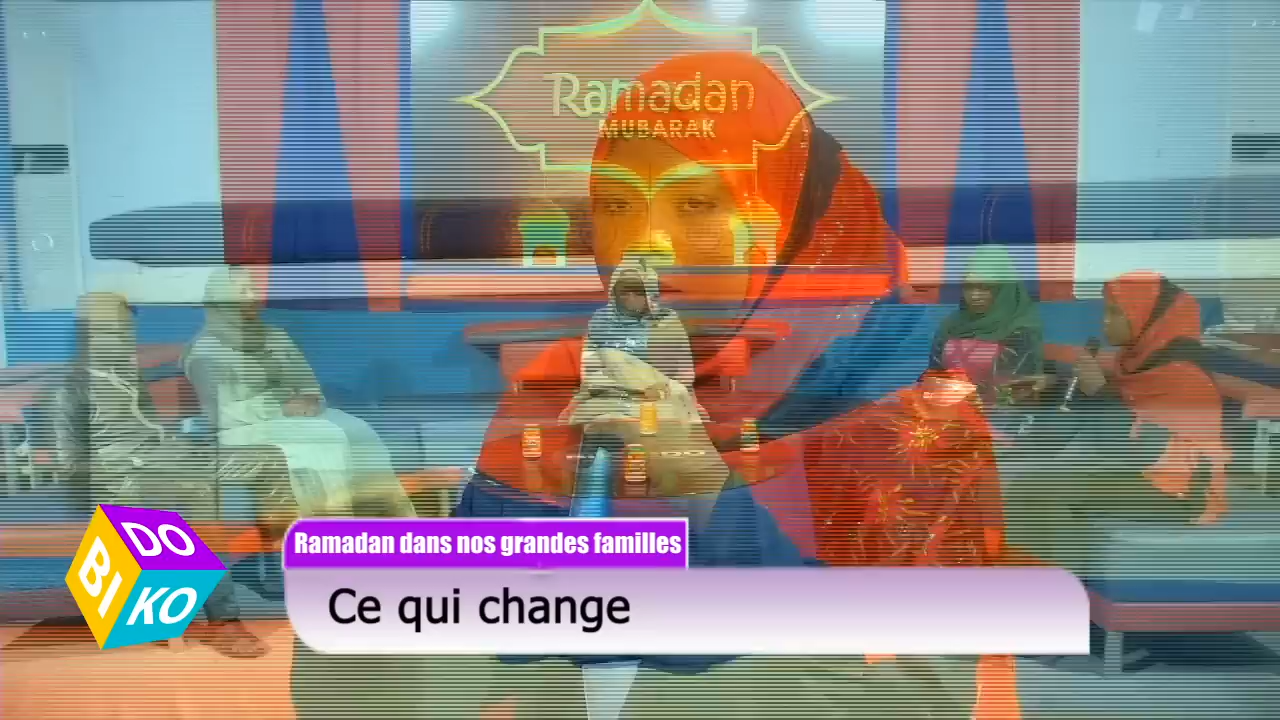 Ramadan
MUBARAK
BI
DO
KO
Ramadan dans nos grandes familles
Ce qui change